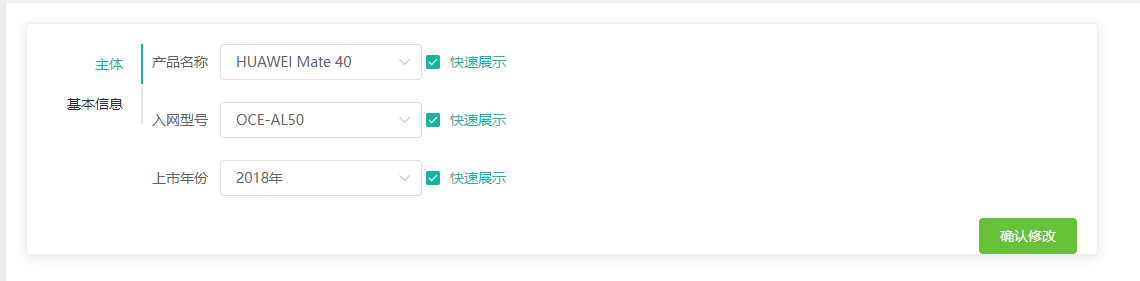 主体
产品名称 HUAWEI Mate 40 快速展示
基本信息
入网型号 OCE-AL50 快速展示
上市年份 2018年 快速展示
确认修改